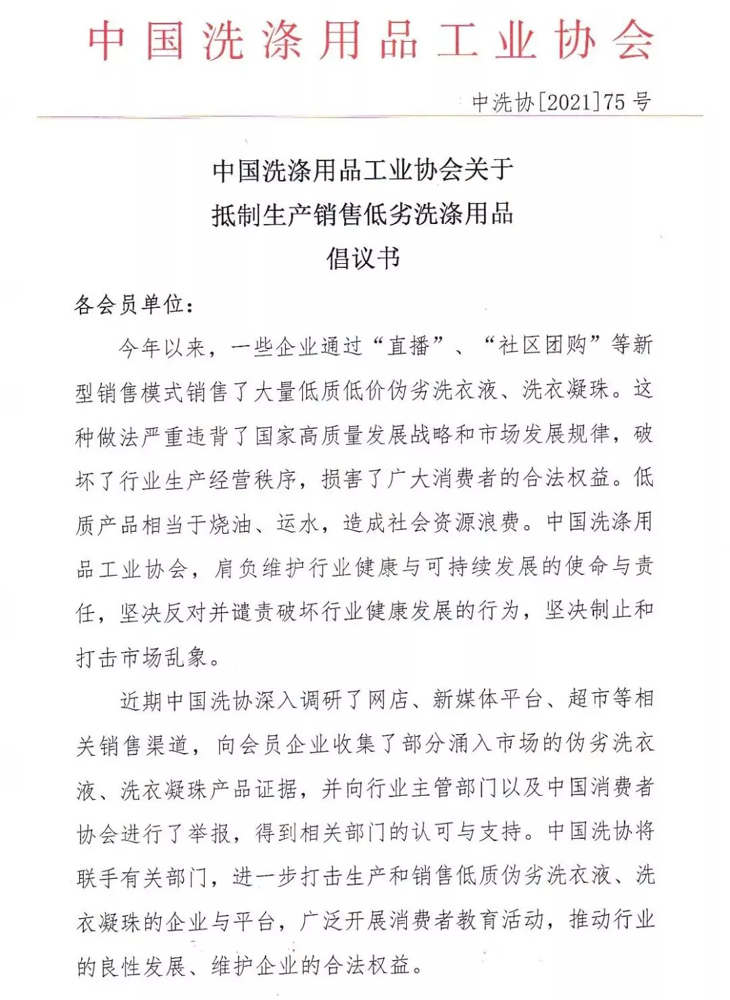 中国洗涤用品工业协会
中洗协[2021]75号
中国洗涤用品工业协会关于
抵制生产销售低劣洗涤用品
倡议书
各会员单位：
今年以来，一些企业通过“直播”、“社区团购”等新
型销售模式销售了大量低质低价伪劣洗衣液、洗衣凝珠。这
种做法严重违背了国家高质量发展战略和市场发展规律，破
坏了行业生产经营秩序，损害了广大消费者的合法权益。低
质产品相当于烧油、运水，造成社会资源浪费。中国洗涤用
品工业协会，肩负维护行业健康与可持续发展的使命与责
任，坚决反对并谴责破坏行业健康发展的行为，坚决制止和
打击市场乱象。
近期中国洗协深入调研了网店、新媒体平台、超市等相
关销售渠道，向会员企业收集了部分涌入市场的伪劣洗衣
液、洗衣凝珠产品证据，并向行业主管部门以及中国消费者
协会进行了举报，得到相关部门的认可与支持。中国洗协将
联手有关部门，进一步打击生产和销售低质伪劣洗衣液、洗
衣凝珠的企业与平台，广泛开展消费者教育活动，推动行业
的良性发展、维护企业的合法权益。